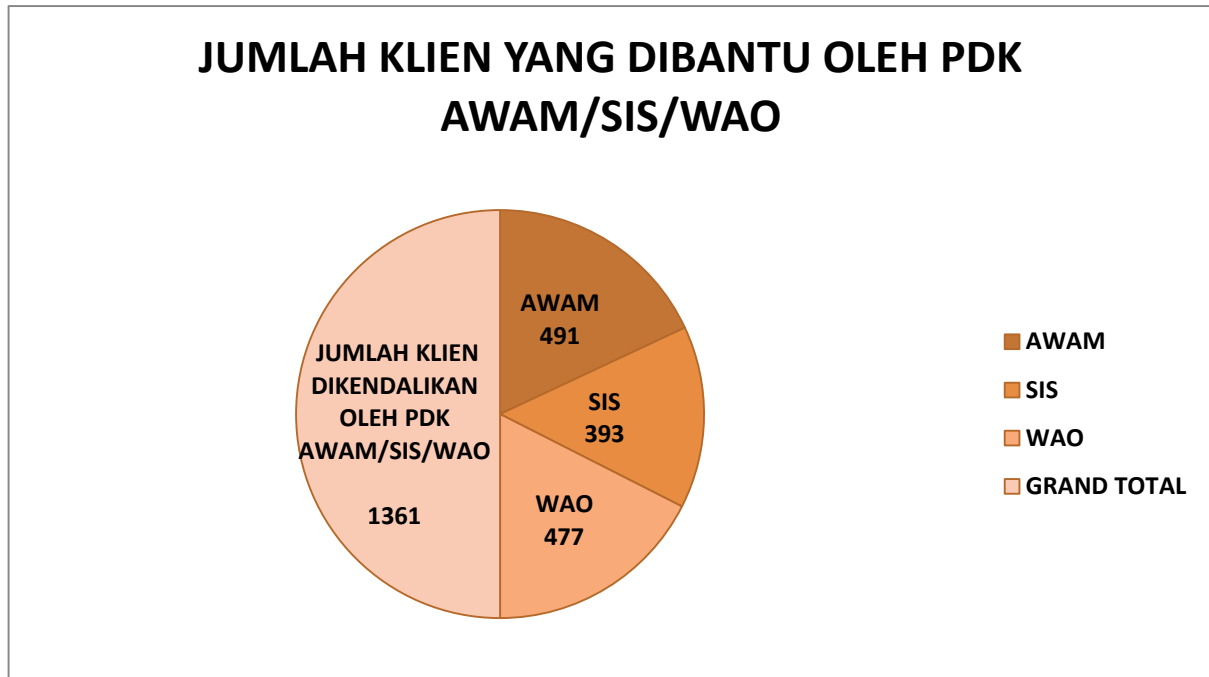 JUMLAH KLIEN YANG DIBANTU OLEH PDK
AWAM/SIS/WAO
AWAM
491
JUMLAH KLIEN
DIKENDALIKAN
OLEH PDK
AWAM/SIS/WAO
1361
SIS
393
WAO
477
AWAM
SIS
WAO
GRAND TOTAL